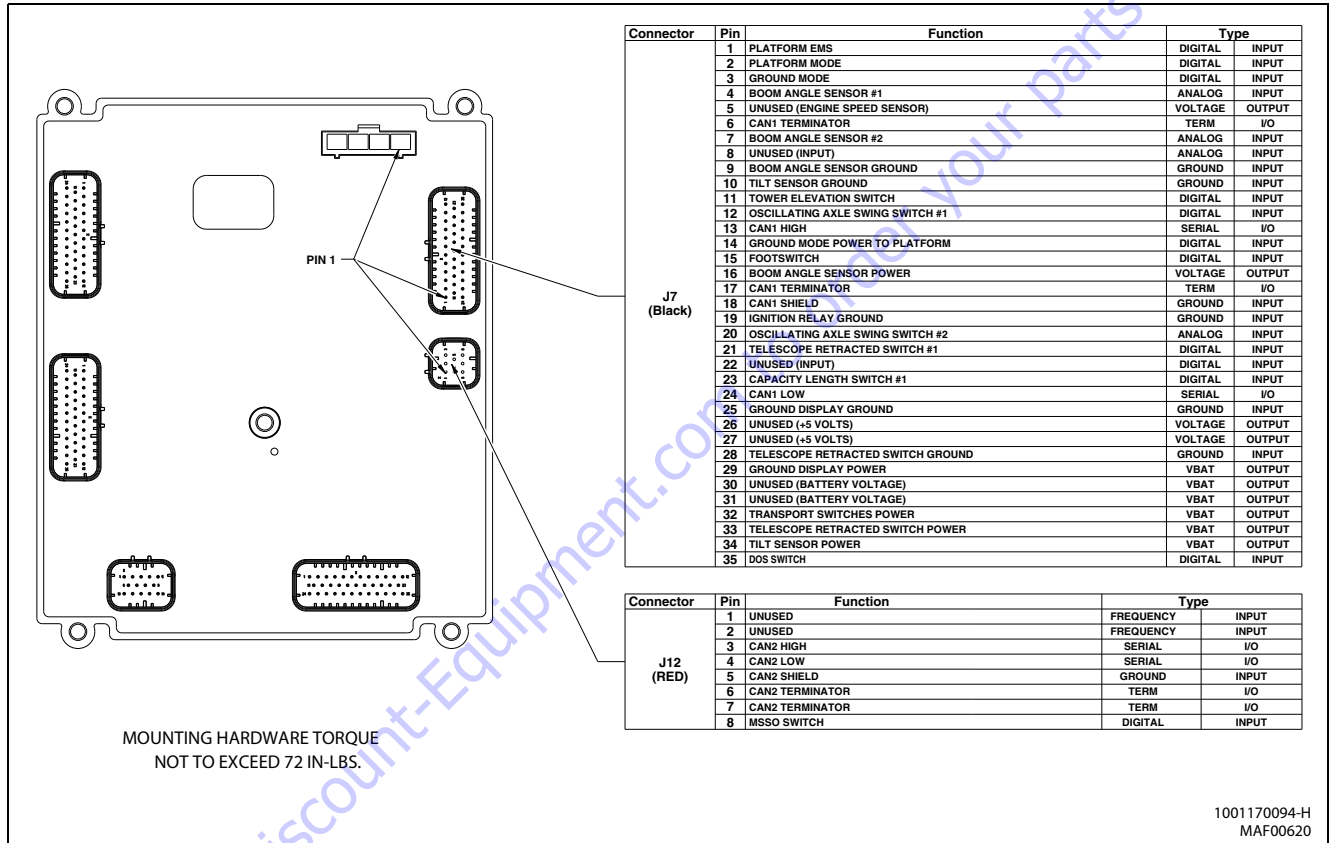 Connector Pin Function Type
1 PLATFORM EMS DIGITAL INPUT
2 PLATFORM MODE DIGITAL INPUT
3 GROUND MODE DIGITAL INPUT
4 BOOM ANGLE SENSOR #1 ANALOG INPUT
5 UNUSED (ENGINE SPEED SENSOR) VOLTAGE OUTPUT
6 CAN1 TERMINATOR TERM I/O
7 BOOM ANGLE SENSOR #2 ANALOG INPUT
8 UNUSED (INPUT) ANALOG INPUT
9 BOOM ANGLE SENSOR GROUND GROUND INPUT
10 TILT SENSOR GROUND GROUND INPUT
11 TOWER ELEVATION SWITCH DIGITAL INPUT
12 OSCILLATING AXLE SWING SWITCH #1 DIGITAL INPUT
13 CAN1 HIGH SERIAL I/O
14 GROUND MODE POWER TO PLATFORM DIGITAL INPUT
15 FOOTSWITCH DIGITAL INPUT
16 BOOM ANGLE SENSOR POWER VOLTAGE OUTPUT
17 CAN1 TERMINATOR TERM I/O
J7
(Black)
18 CAN1 SHIELD GROUND INPUT
19 IGNITION RELAY GROUND GROUND INPUT
20 OSCILLATING AXLE SWING SWITCH #2 ANALOG INPUT
21 TELESCOPE RETRACTED SWITCH #1 DIGITAL INPUT
22 UNUSED (INPUT) DIGITAL INPUT
23 CAPACITY LENGTH SWITCH #1 DIGITAL INPUT
24 CAN1 LOW SERIAL I/O
25 GROUND DISPLAY GROUND GROUND INPUT
26 UNUSED (+5 VOLTS) VOLTAGE OUTPUT
27 UNUSED (+5 VOLTS) VOLTAGE OUTPUT
28 TELESCOPE RETRACTED SWITCH GROUND GROUND INPUT
29 GROUND DISPLAY POWER VBAT OUTPUT
30 UNUSED (BATTERY VOLTAGE) VBAT OUTPUT
31 UNUSED (BATTERY VOLTAGE) VBAT OUTPUT
32 TRANSPORT SWITCHES POWER VBAT OUTPUT
33 TELESCOPE RETRACTED SWITCH POWER VBAT OUTPUT
34 TILT SENSOR POWER VBAT OUTPUT
35 DOS SWITCH DIGITAL INPUT
PIN 1
Connector Pin Function Type
1 UNUSED FREQUENCY INPUT
2 UNUSED FREQUENCY INPUT
3 CAN2 HIGH SERIAL I/O
4 CAN2 LOW SERIAL I/O
J12
(RED)
5 CAN2 SHIELD GROUND INPUT
6 CAN2 TERMINATOR TERM I/O
7 CAN2 TERMINATOR TERM I/O
8 MSSO SWITCH DIGITAL INPUT
MOUNTING HARDWARE TORQUE
NOT TO EXCEED 72 IN-LBS.
1001170094-H
MAF00620
iscount-Equipment.com to order your parts